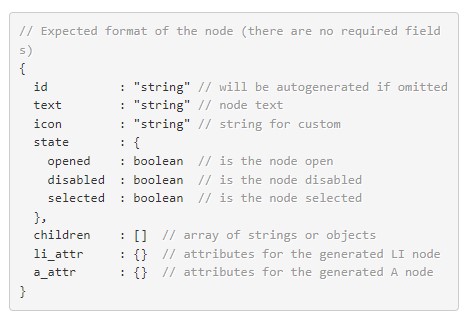 // Expected format of the node (there are no required field
s)
{
  id          : "string" // will be autogenerated if omitted
  text        : "string" // node text
  icon        : "string" // string for custom
  state       : {
    opened    : boolean  // is the node open
    disabled  : boolean  // is the node disabled
    selected  : boolean  // is the node selected
  },
  children    : []  // array of strings or objects
  li_attr     : {}  // attributes for the generated LI node
  a_attr      : {}  // attributes for the generated A node
}